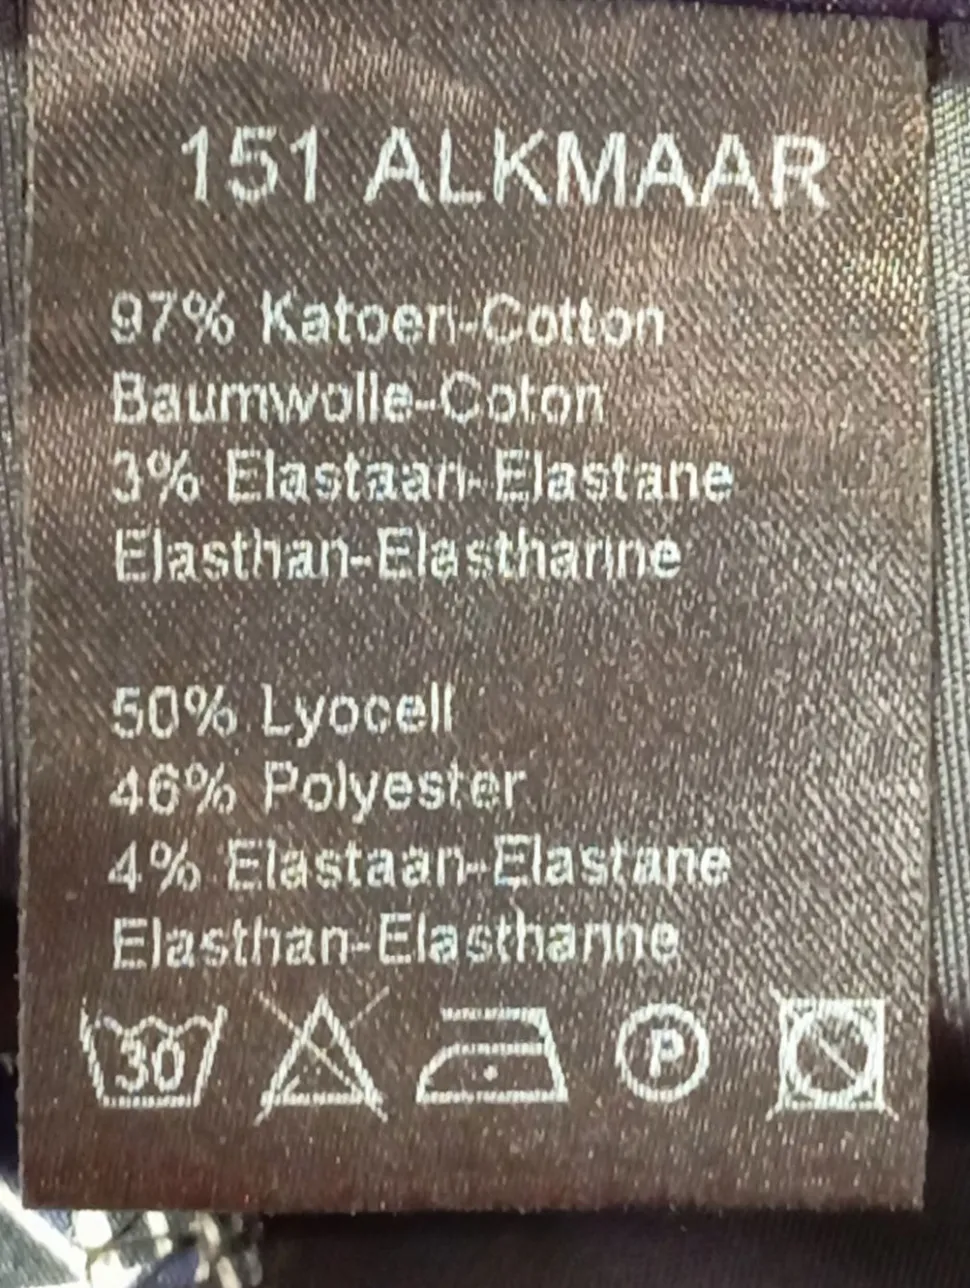 151 ALKMAAR
97% Katoen-Cotton
Baumwolle-Coton
3% Elastaan-Elastane
Elasthan-Elasthanne
50% Lyocell
46% Polyester
4% Elastaan-Elastane
Elasthan-Elasthanne
30 P